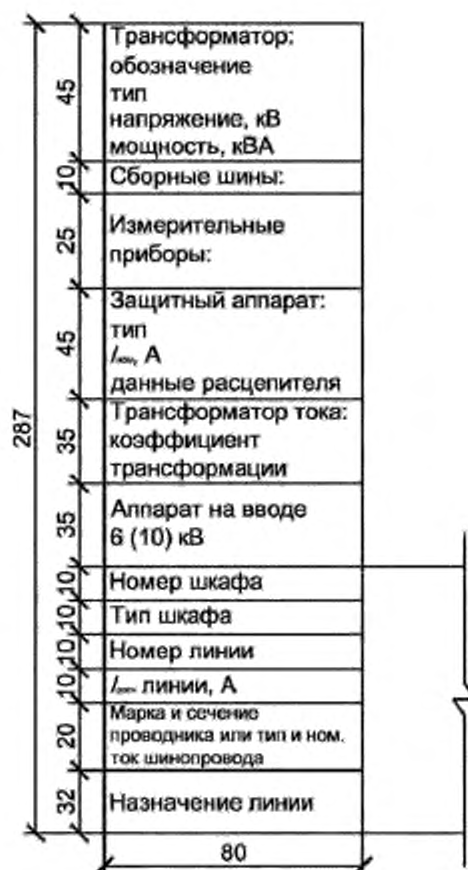 Трансформатор:
обозначение
тип
напряжение, кВ
мощность, кВА
45
Сборные шины:
10
Измерительные
приборы:
25
Защитный аппарат:
тип
I, А
данные расцепителя
45
Трансформатор тока:
коэффициент
трансформации
35
Аппарат на вводе
6 (10) кВ
35
Номер шкафа
10
Тип шкафа
10
Номер линии
10
I линии, А
10
Марка и сечение
проводника или тип и ном.
ток шинопровода
20
Назначение линии
32
287
80